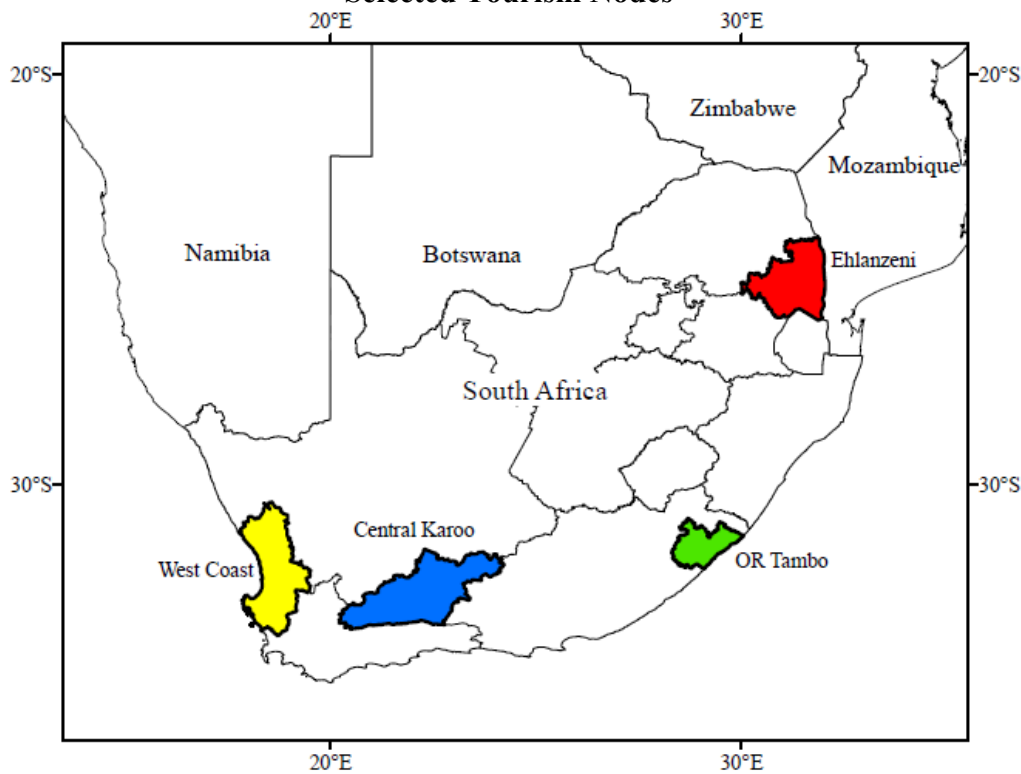 Selected Tourism Nodes
20°E 30°E
20°S 20°S
Zimbabwe
Mozambique
Namibia Botswana Ehlanzeni
South Africa
30°S 30°S
Central Karoo
West Coast OR Tambo
20°E 30°E